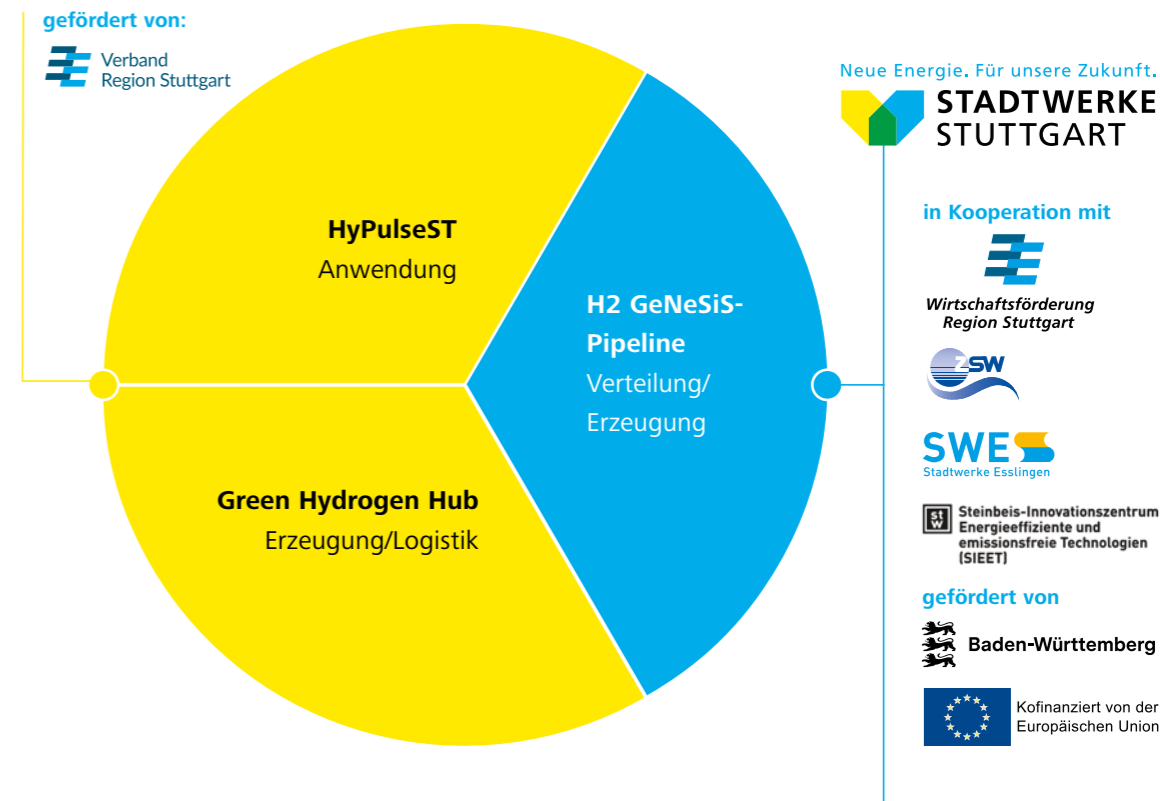 gefördert von:
Verband
Region Stuttgart
HyPulseST
Anwendung
Green Hydrogen Hub
Erzeugung/Logistik
H2 GeNeSiS-
Pipeline
Verteilung/
Erzeugung
Neue Energie. Für unsere Zukunft.
STADTWERKE
STUTTGART
in Kooperation mit
Wirtschaftsförderung
Region Stuttgart
ZSW
SWE
Stadtwerke Esslingen
st
w
Steinbeis-Innovationszentrum
Energieeffiziente und
emissionsfreie Technologien
(SIEET)
gefördert von
Baden-Württemberg
Kofinanziert von der
Europäischen Union